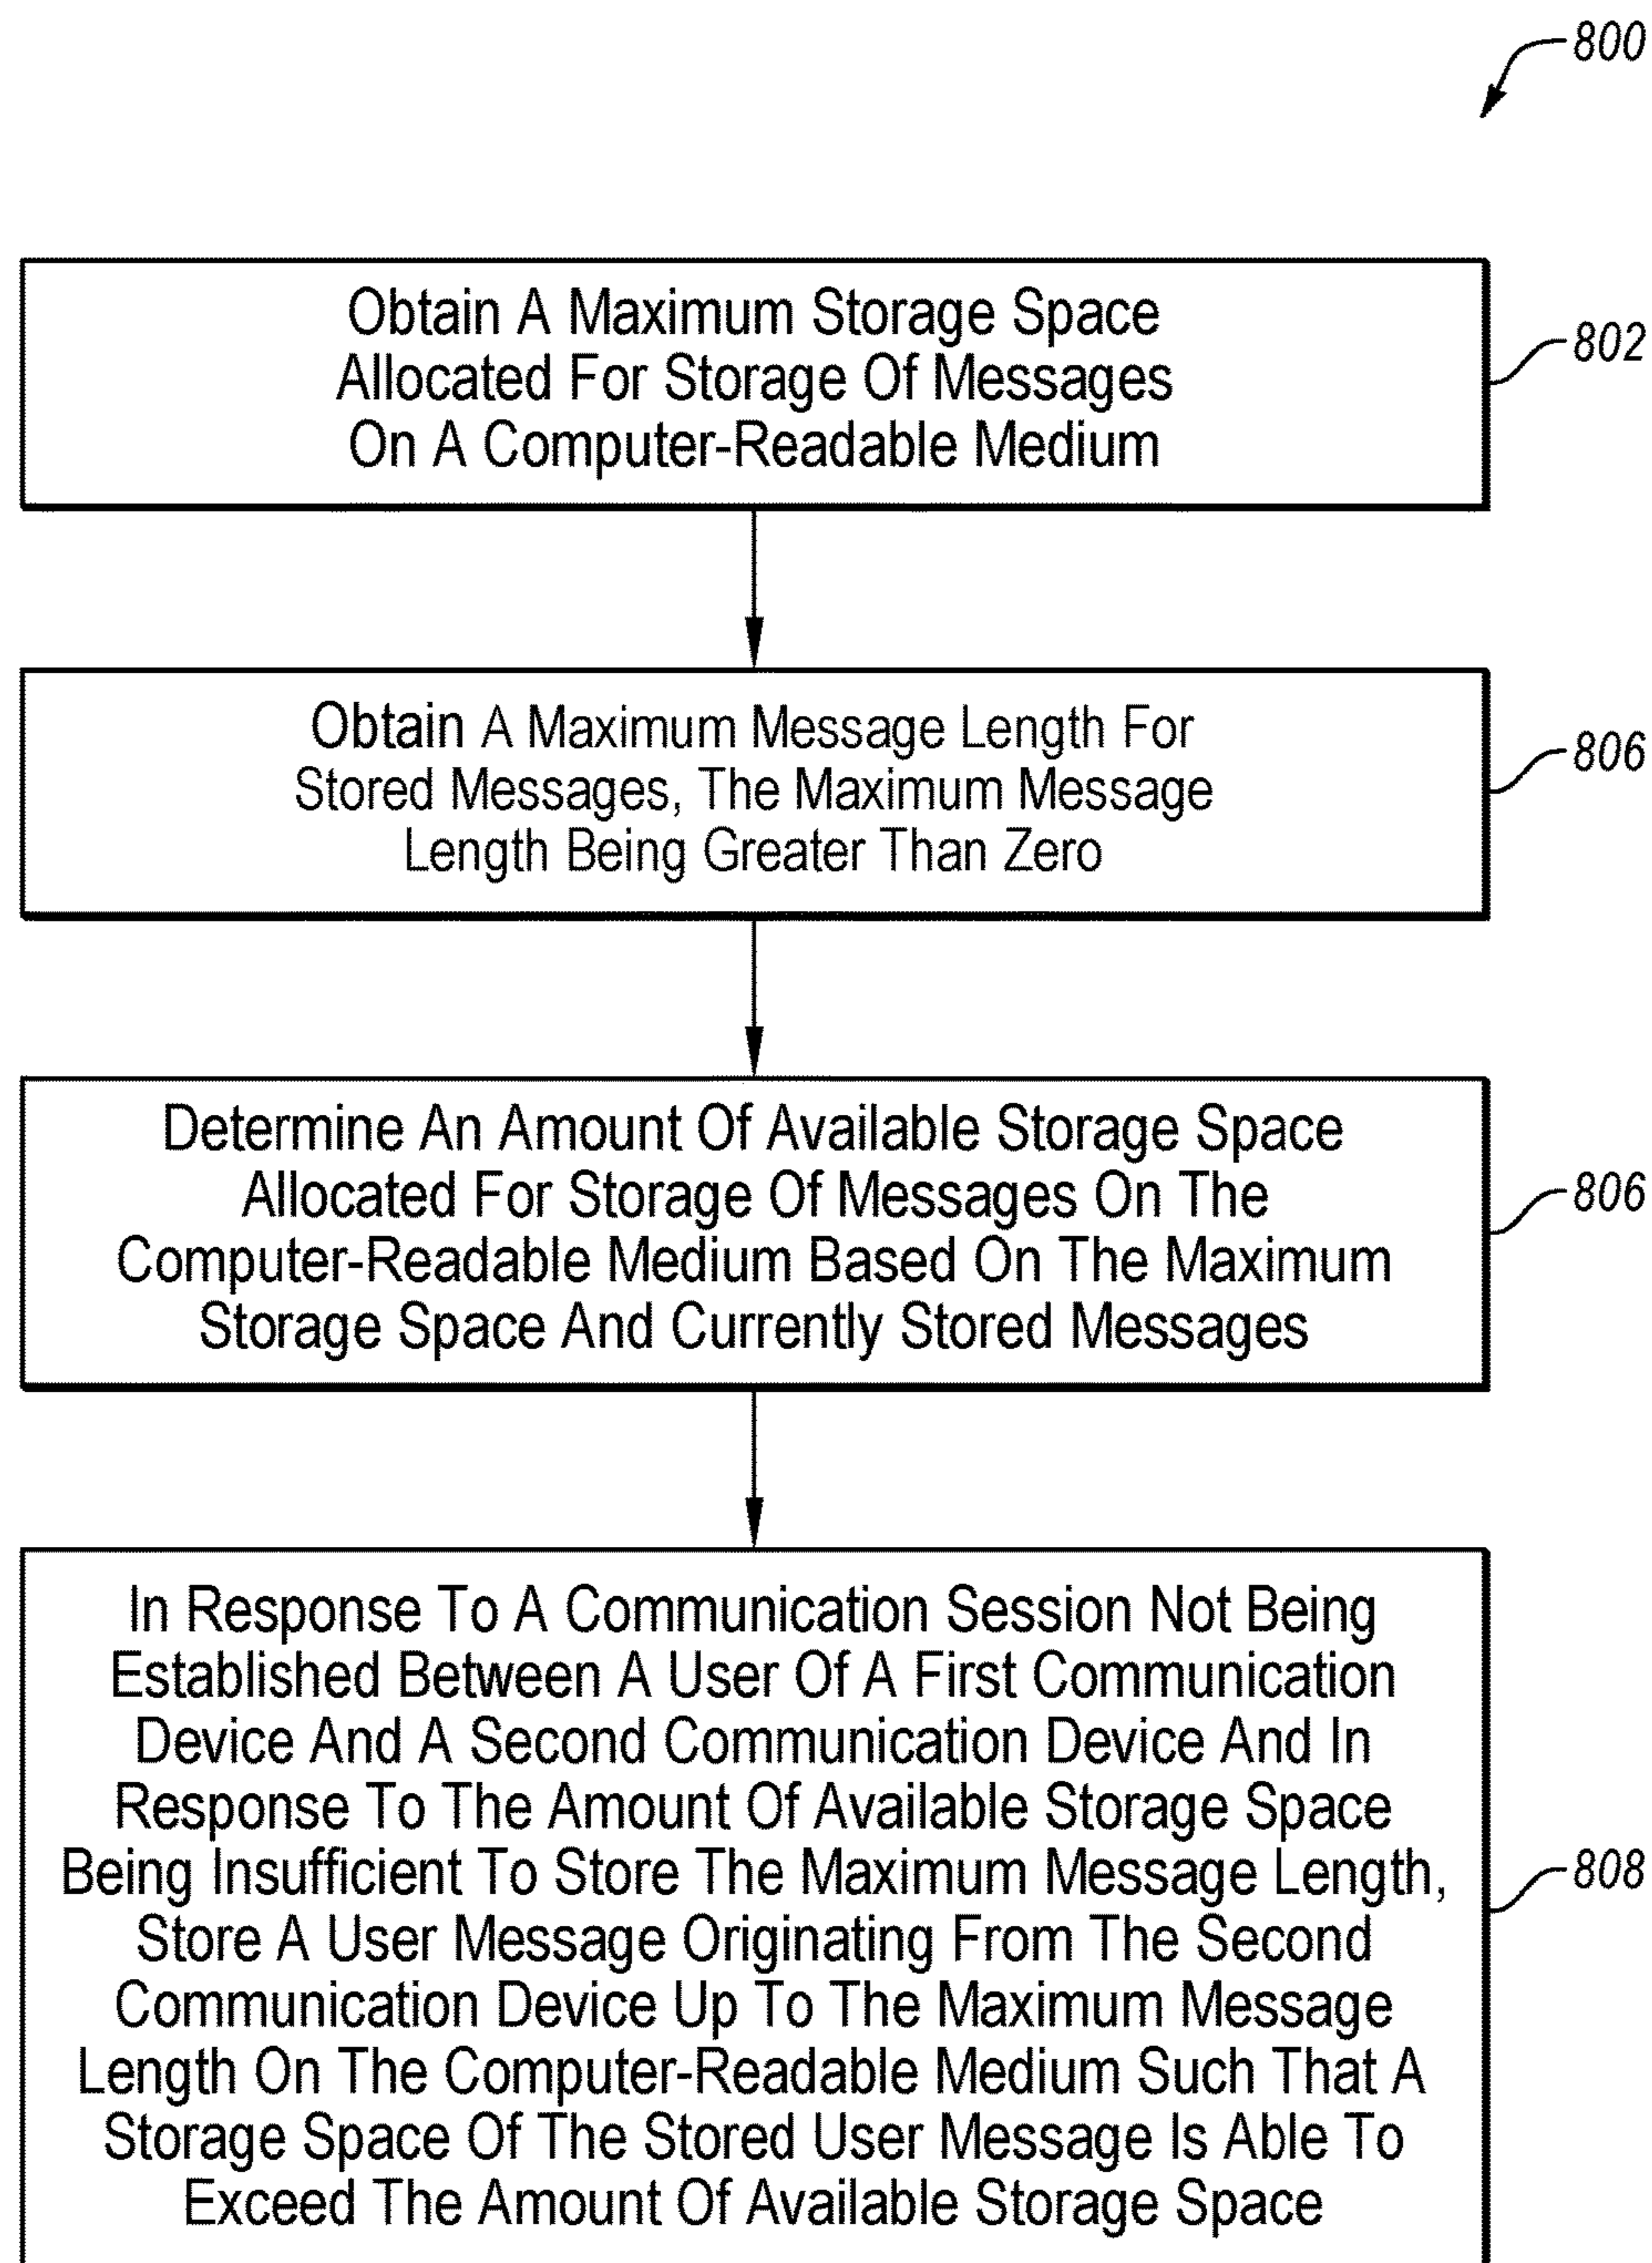 800
Obtain A Maximum Storage Space
Allocated For Storage Of Messages
On A Computer-Readable Medium
802
Obtain A Maximum Message Length For
Stored Messages, The Maximum Message
Length Being Greater Than Zero
806
Determine An Amount Of Available Storage Space
Allocated For Storage Of Messages On The
Computer-Readable Medium Based On The Maximum
Storage Space And Currently Stored Messages
806
In Response To A Communication Session Not Being
Established Between A User Of A First Communication
Device And A Second Communication Device And In
Response To The Amount Of Available Storage Space
Being Insufficient To Store The Maximum Message Length,
Store A User Message Originating From The Second
Communication Device Up To The Maximum Message
Length On The Computer-Readable Medium Such That A
Storage Space Of The Stored User Message Is Able To
Exceed The Amount Of Available Storage Space
808